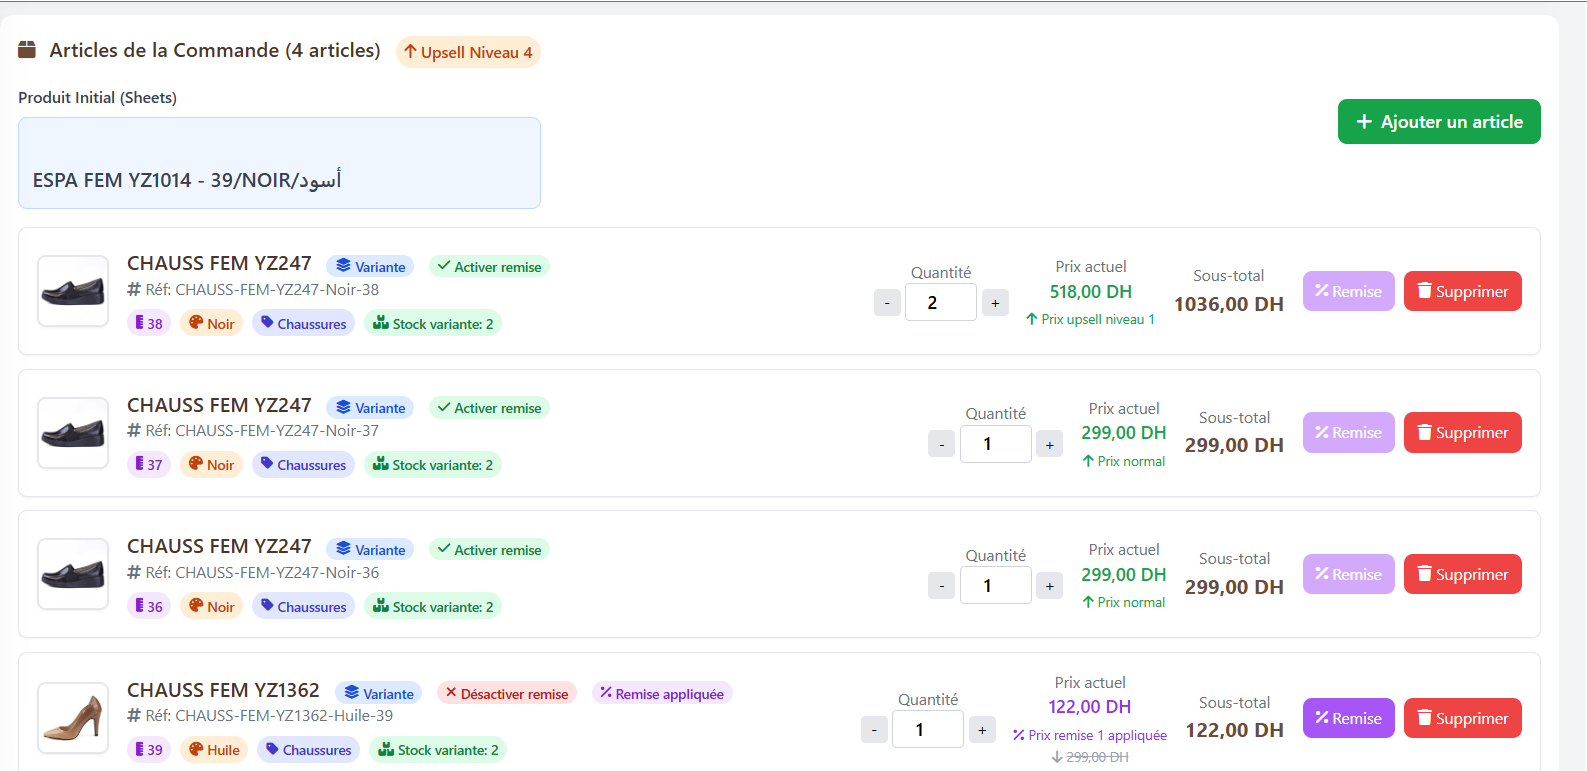 Articles de la Commande (4 articles) Upsell Niveau 4
Produit Initial (Sheets)
Ajouter un article
ESPA FEM YZ1014 - 39/NOIR/أسود
CHAUSS FEM YZ247 Variante Activer remise
Réf: CHAUSS-FEM-YZ247-Noir-38
38 Noir Chaussures Stock variante: 2
Quantité
- 2 +
Prix actuel
518,00 DH
Prix upsell niveau 1
Sous-total
1036,00 DH
Remise Supprimer
CHAUSS FEM YZ247 Variante Activer remise
# Réf: CHAUSS-FEM-YZ247-Noir-37
37 Noir Chaussures Stock variante: 2
Quantité
- 1 +
Prix actuel
299,00 DH
Prix normal
Sous-total
299,00 DH
Remise Supprimer
CHAUSS FEM YZ247 Variante Activer remise
# Réf: CHAUSS-FEM-YZ247-Noir-36
36 Noir Chaussures Stock variante: 2
Quantité
- 1 +
Prix actuel
299,00 DH
Prix normal
Sous-total
299,00 DH
Remise Supprimer
CHAUSS FEM YZ1362 Variante Désactiver remise Remise appliquée
# Réf: CHAUSS-FEM-YZ1362-Huile-39
39 Huile Chaussures Stock variante: 2
Quantité
- 1 +
Prix actuel
122,00 DH
Prix remise 1 appliquée
299,00 DH
Sous-total
122,00 DH
Remise Supprimer